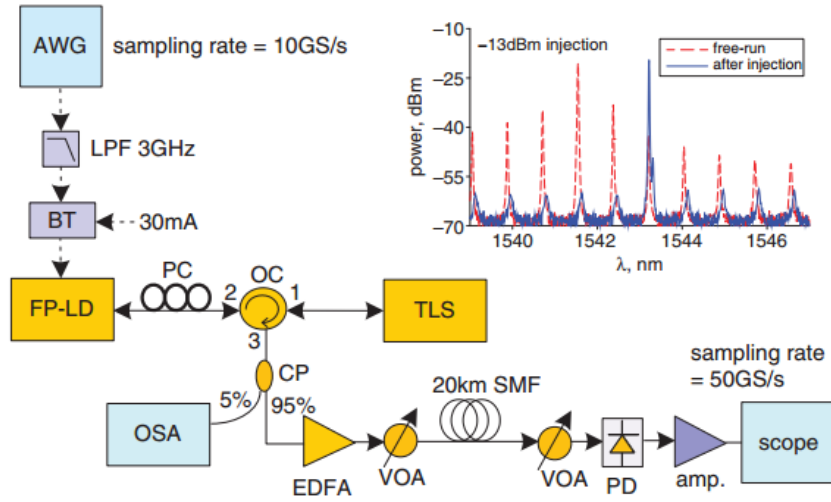 AWG
sampling rate = 10GS/s
LPF 3GHz
BT
30mA
FP-LD
PC
OC
2
1
3
TLS
CP
5%
95%
OSA
EDFA
VOA
20km SMF
VOA
PD
amp.
sampling rate
= 50GS/s
scope
–13dBm injection
free-run
after injection
power, dBm
–10
–25
–40
–55
–70
1540
1542
1544
1546
λ, nm